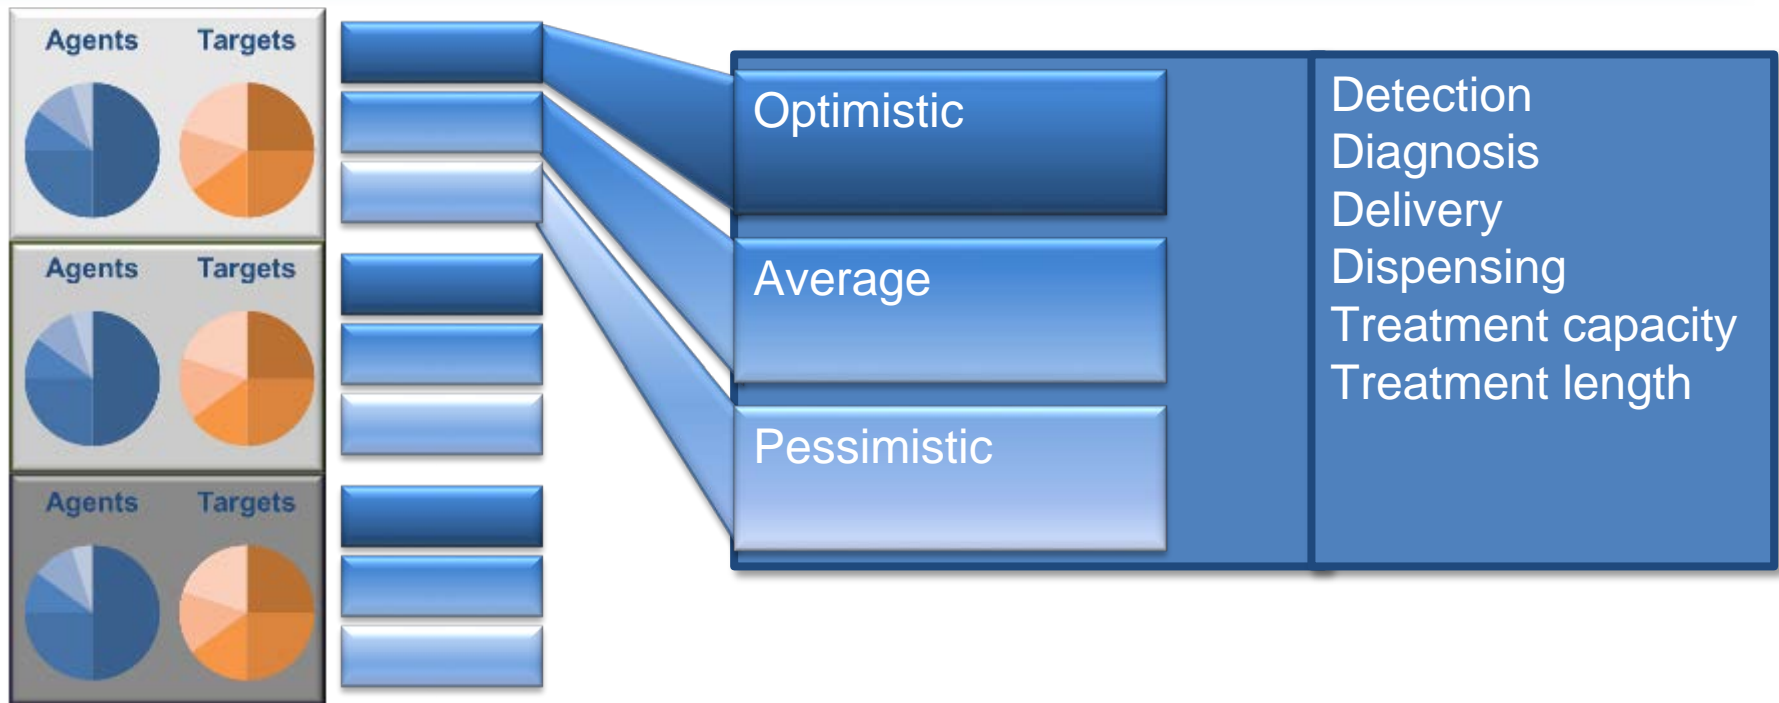 Agents Targets
Agents Targets
Agents Targets
Optimistic
Average
Pessimistic
Detection
Diagnosis
Delivery
Dispensing
Treatment capacity
Treatment length